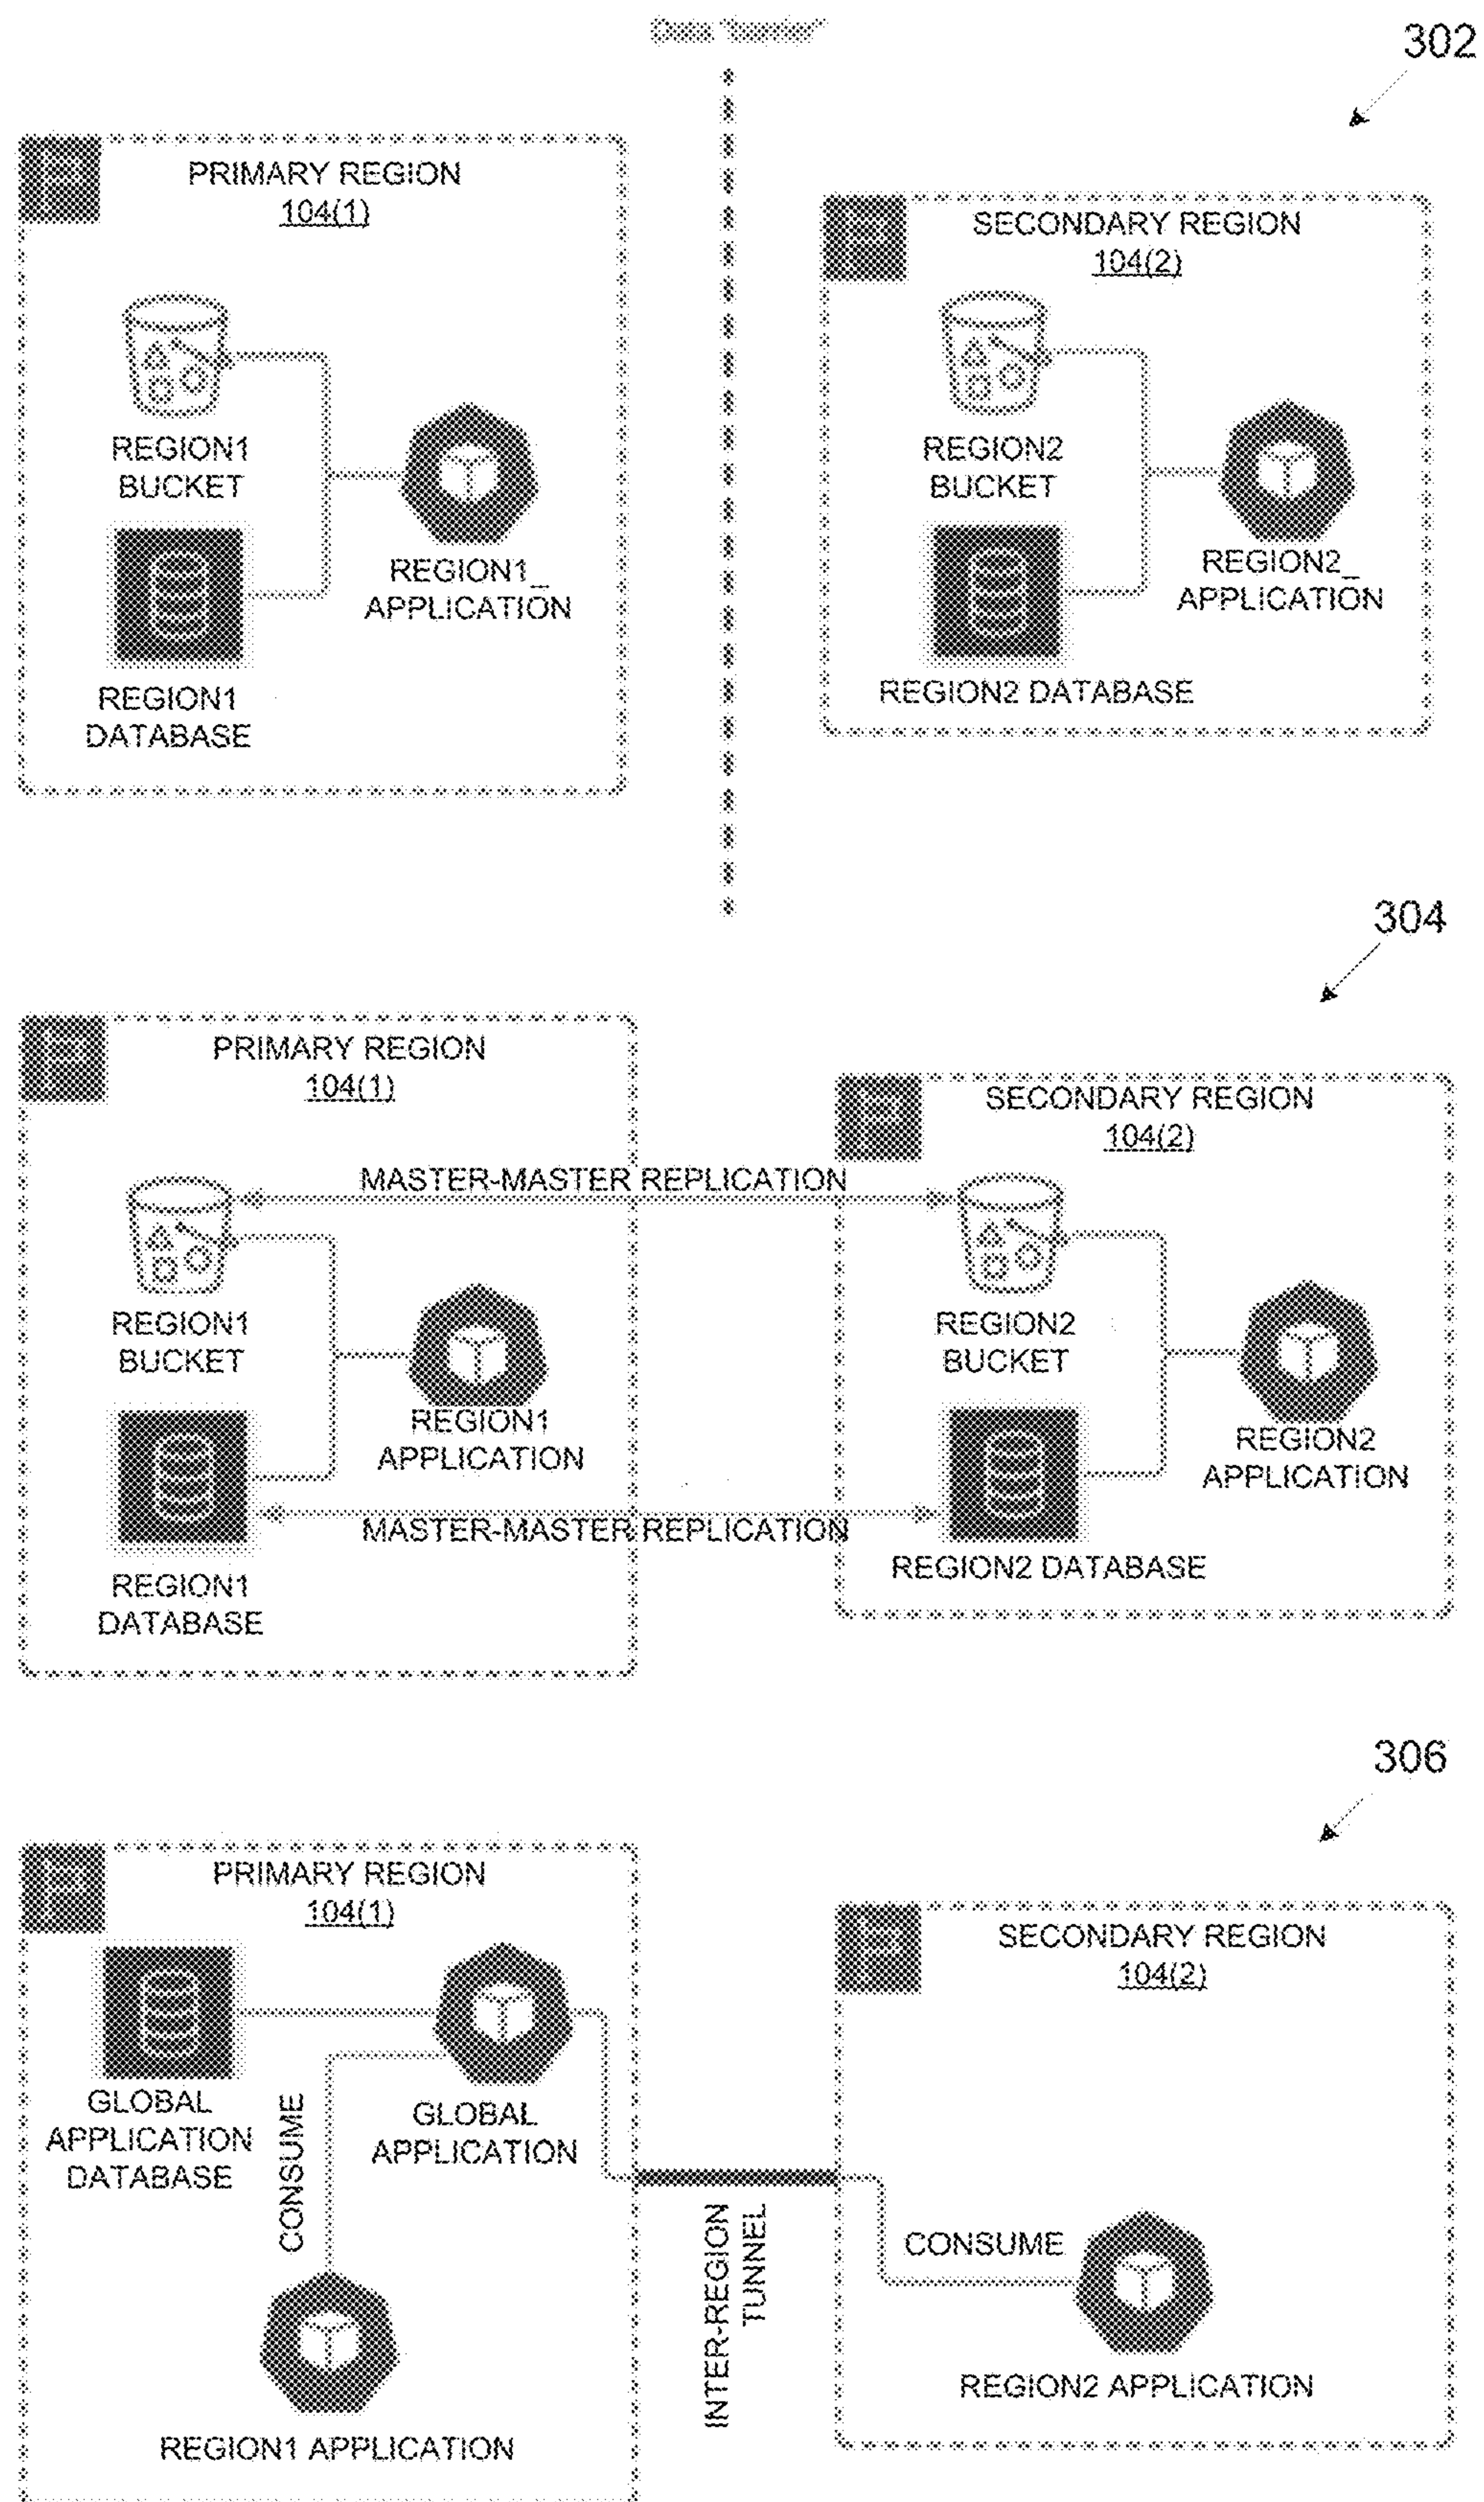 Data "barrier"
302
PRIMARY REGION
104(1)
SECONDARY REGION
104(2)
REGION1
BUCKET
REGION2
BUCKET
REGION1_
APPLICATION
REGION2_
APPLICATION
REGION1
DATABASE
REGION2 DATABASE
304
PRIMARY REGION
104(1)
SECONDARY REGION
104(2)
MASTER-MASTER REPLICATION
REGION1
BUCKET
REGION2
BUCKET
REGION1
APPLICATION
REGION2
APPLICATION
MASTER-MASTER REPLICATION
REGION1
DATABASE
REGION2 DATABASE
306
PRIMARY REGION
104(1)
SECONDARY REGION
104(2)
GLOBAL
APPLICATION
DATABASE
CONSUME
GLOBAL
APPLICATION
INTER-REGION
TUNNEL
CONSUME
REGION1 APPLICATION
REGION2 APPLICATION